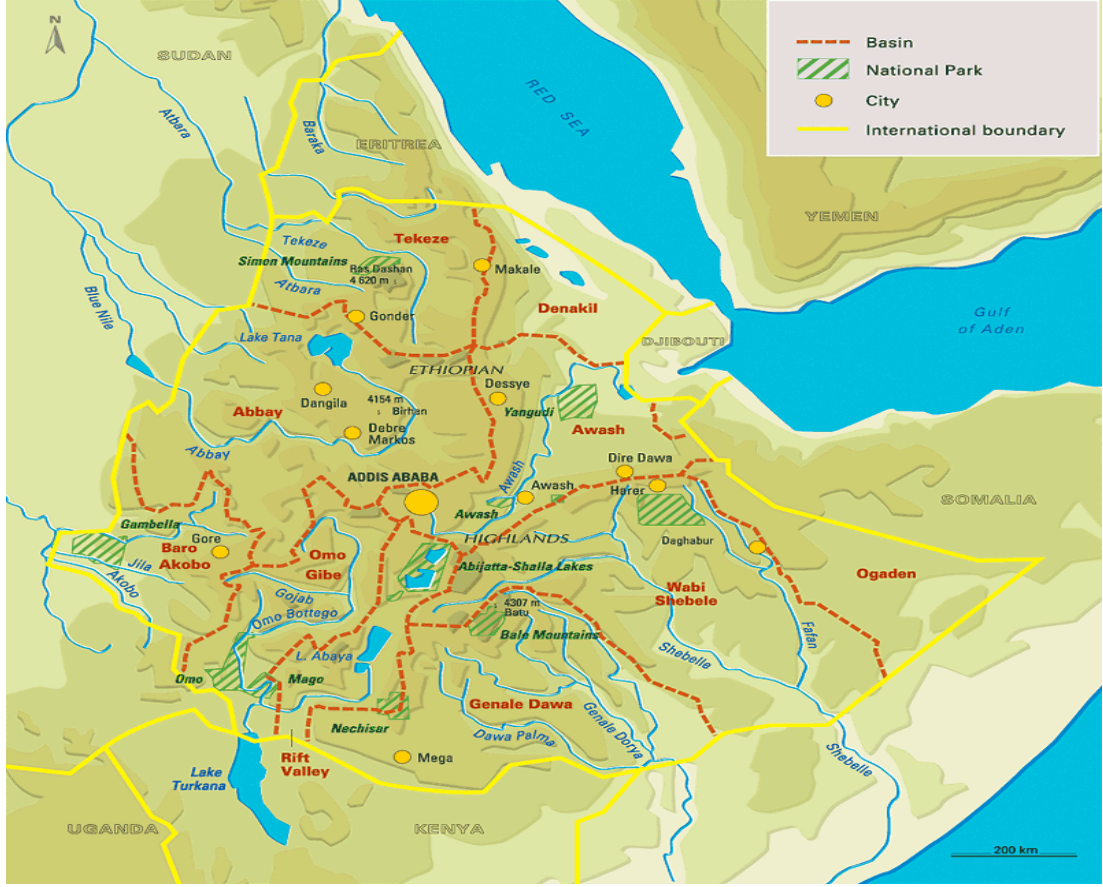 N
SUDAN
Atbara
Baraka
ERITREA
RED SEA
Basin
National Park
City
International boundary
YEMEN
Tekeze
Tekeze
Simen Mountains
Ras Dashan
4 620 m
Atbara
Makale
Denakil
Gonder
Blue Nile
Lake Tana
DJIBOUTI
Gulf
of Aden
ETHIOPIAN
Dessye
Dangila
4154 m
Birhan
Yangudi
Abbay
Debre
Markos
Awash
Abbay
ADDIS ABABA
Awash
Dire Dawa
Awash
Harer
SOMALIA
Awash
Gambella
Gore
HIGHLANDS
Daghabur
Baro
Akobo
Jila
Akobo
Omo
Gibe
Abijatta-Shalla Lakes
Ogaden
Gojab
Wabi
Shebele
4307 m
Batu
Omo Bottego
Bale Mountains
Fafan
L. Abaya
Shebelle
Omo
Mago
Genale Dawa
Genale Dorya
Nechisar
Dawa Palma
Mega
Rift
Valley
Shebelle
Lake
Turkana
UGANDA
KENYA
200 km